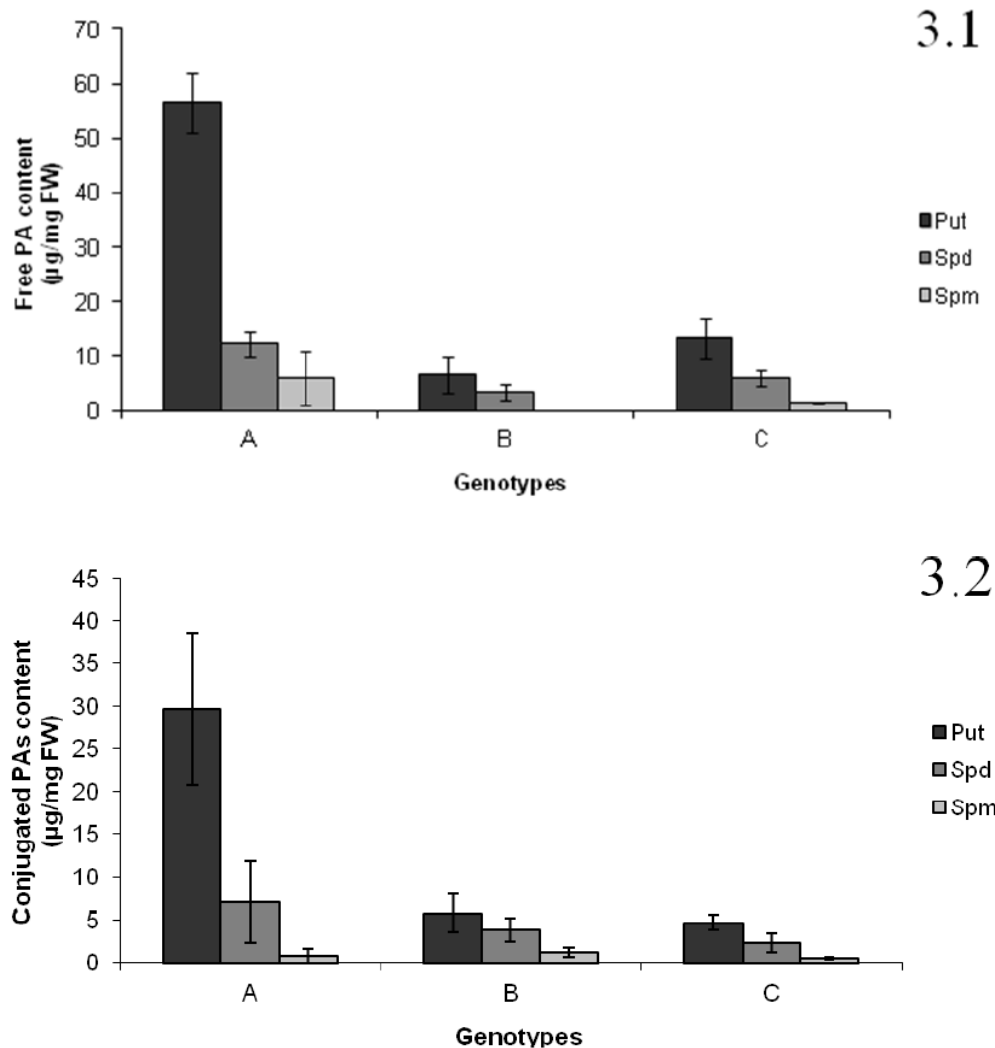 3.1
70
60
50
40
30
20
10
0
Free PA content
(µg/mg FW)
A B C
Genotypes
Put
Spd
Spm
3.2
45
40
35
30
25
20
15
10
5
0
Conjugated PAs content
(µg/mg FW)
A B C
Genotypes
Put
Spd
Spm